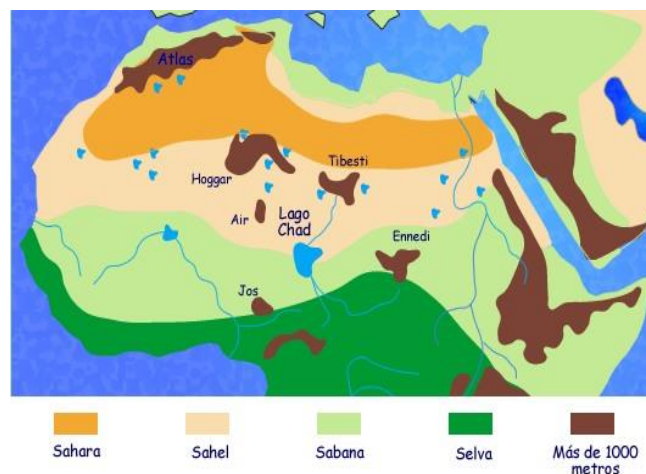 Atlas
Hoggar
Tibesti
Air
Lago
Chad
Ennedi
Jos
Sahara
Sahel
Sabana
Selva
Más de 1000
metros